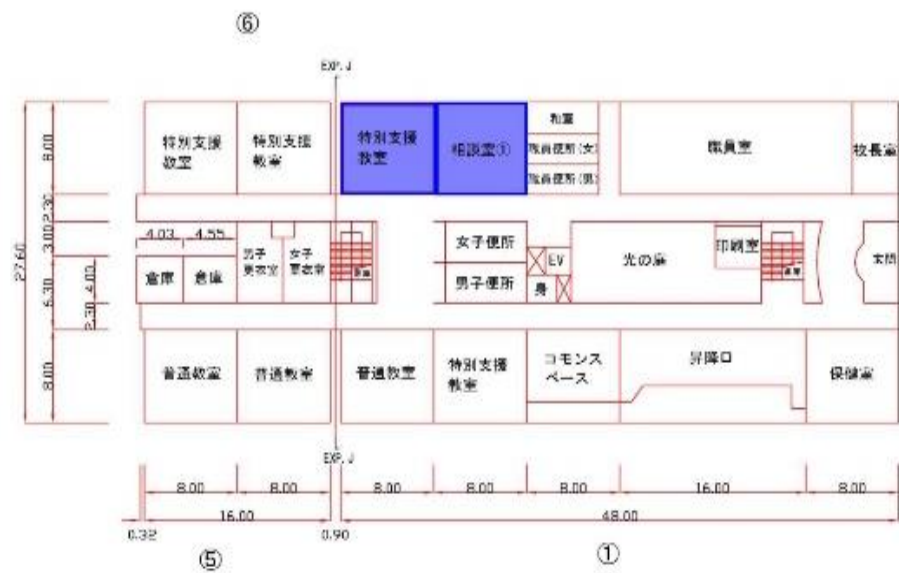 ⑥
EXP.J
特別支援
教室
特別支援
教室
特別支援
教室
相談室①
和室
職員便所(女)
職員便所(男)
職員室
校長室
8.00
2.30
3.00
27.60
6.30
4.00
2.30
8.00
4.03
4.55
倉庫
倉庫
男子
更衣室
女子
更衣室
女子便所
男子便所
EV
身
光の庭
印刷室
玄関
普通教室
普通教室
普通教室
特別支援
教室
コモンス
ペース
昇降口
保健室
EXP.J
8.00
8.00
8.00
8.00
8.00
16.00
8.00
16.00
48.00
0.32
0.90
⑤
①